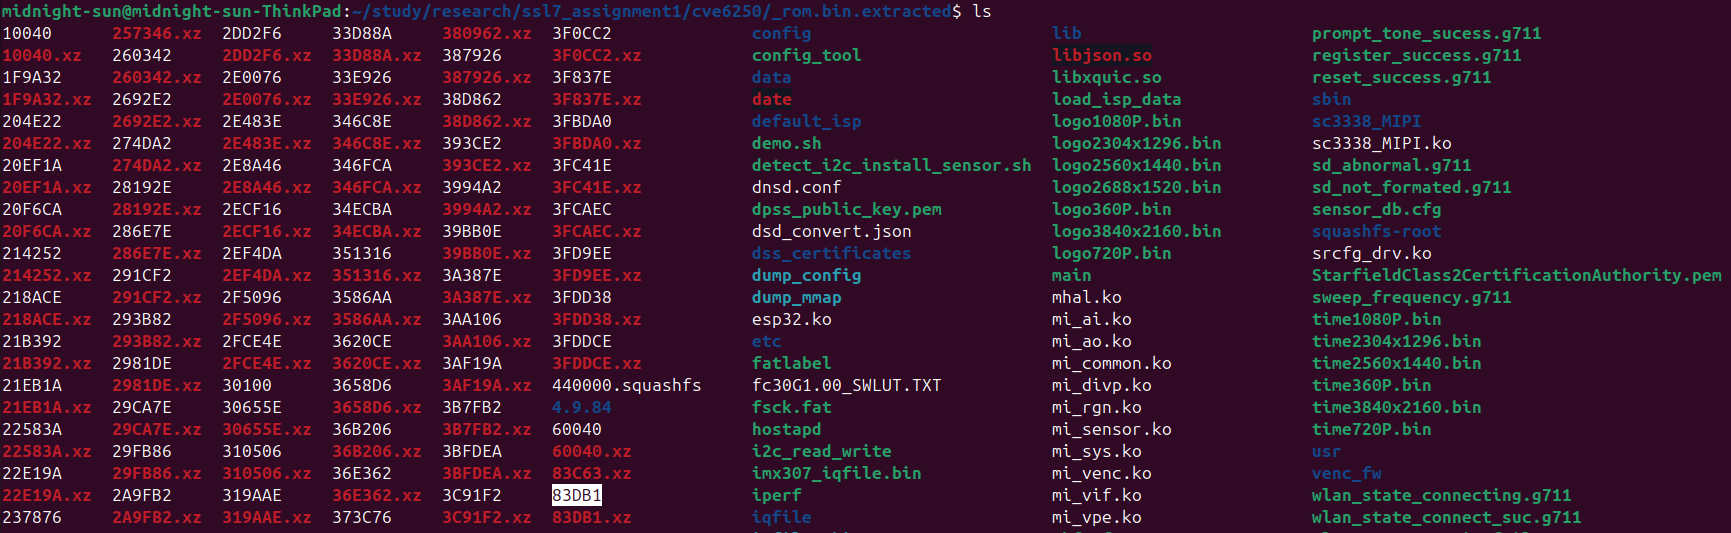 midnight-sun@midnight-sun-ThinkPad:~/study/research/ssl7_assignment1/cve6250/_rom.bin.extracted$ ls
10040 257346.xz 2DD2F6 33D88A 380962.xz 3F0CC2 config lib prompt_tone_sucess.g711
10040.xz 260342 2DD2F6.xz 33D88A.xz 387926 3F0CC2.xz config_tool libjson.so register_success.g711
1F9A32 260342.xz 2E0076 33E926 387926.xz 3F837E data libxquic.so reset_success.g711
1F9A32.xz 2692E2 2E0076.xz 33E926.xz 38D862 3F837E.xz date load_isp_data sbin
204E22 2692E2.xz 2E483E 346C8E 38D862.xz 3FBDA0 default_isp logo1080P.bin sc3338_MIPI
204E22.xz 274DA2 2E483E.xz 346C8E.xz 393CE2 3FBDA0.xz demo.sh logo2304x1296.bin sc3338_MIPI.ko
20EF1A 274DA2.xz 2E8A46 346FCA 393CE2.xz 3FC41E detect_i2c_install_sensor.sh logo2560x1440.bin sd_abnormal.g711
20EF1A.xz 28192E 2E8A46.xz 346FCA.xz 3994A2 3FC41E.xz dnsd.conf logo2688x1520.bin sd_not_formated.g711
20F6CA 28192E.xz 2ECF16 34ECBA 3994A2.xz 3FCAEC dpss_public_key.pem logo360P.bin sensor_db.cfg
20F6CA.xz 286E7E 2ECF16.xz 34ECBA.xz 39BB0E 3FCAEC.xz dsd_convert.json logo3840x2160.bin squashfs-root
214252 286E7E.xz 2EF4DA 351316 39BB0E.xz 3FD9EE dss_certificates logo720P.bin srcfg_drv.ko
214252.xz 291CF2 2EF4DA.xz 351316.xz 3A387E 3FD9EE.xz dump_config main StarfieldClass2CertificationAuthority.pem
218ACE 291CF2.xz 2F5096 3586AA 3A387E.xz 3FDD38 dump_mmap mhal.ko sweep_frequency.g711
218ACE.xz 293B82 2F5096.xz 3586AA.xz 3AA106 3FDD38.xz esp32.ko mi_ai.ko time1080P.bin
21B392 293B82.xz 2FCE4E 3620CE 3AA106.xz 3FDDCE etc mi_ao.ko time2304x1296.bin
21B392.xz 2981DE 2FCE4E.xz 3620CE.xz 3AF19A 3FDDCE.xz fatlabel mi_common.ko time2560x1440.bin
21EB1A 2981DE.xz 30100 3658D6 3AF19A.xz 440000.squashfs fc30G1.00_SWLUT.TXT mi_divp.ko time360P.bin
21EB1A.xz 29CA7E 30655E 3658D6.xz 3B7FB2 4.9.84 fsck.fat mi_rgn.ko time3840x2160.bin
22583A 29CA7E.xz 30655E.xz 36B206 3B7FB2.xz 60040 hostapd mi_sensor.ko time720P.bin
22583A.xz 29FB86 310506 36B206.xz 3BFDEA 60040.xz i2c_read_write mi_sys.ko usr
22E19A 29FB86.xz 310506.xz 36E362 3BFDEA.xz 83C63.xz imx307_iqfile.bin mi_venc.ko venc_fw
22E19A.xz 2A9FB2 319AAE 36E362.xz 3C91F2 83DB1 iperf mi_vif.ko wlan_state_connecting.g711
237876 2A9FB2.xz 319AAE.xz 373C76 3C91F2.xz 83DB1.xz iqfile mi_vpe.ko wlan_state_connect_suc.g711